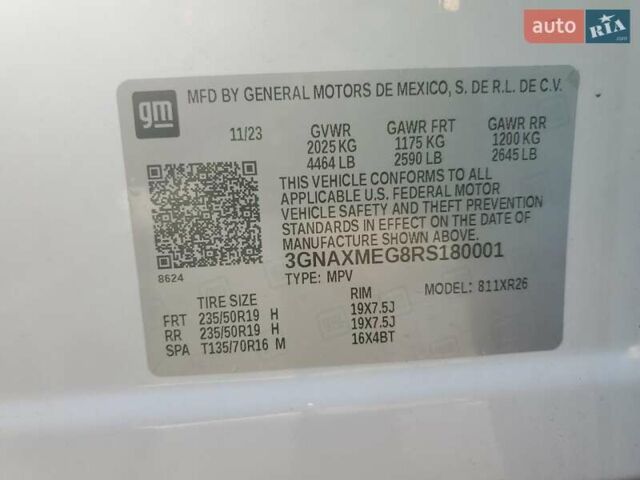 auto RIA
.com
gm
MFD BY GENERAL MOTORS DE MEXICO, S. DE R.L. DE C.V.
11/23 GVWR GAWR FRT GAWR RR
2025 KG 1175 KG 1200 KG
4464 LB 2590 LB 2645 LB
THIS VEHICLE CONFORMS TO ALL
APPLICABLE U.S. FEDERAL MOTOR
VEHICLE SAFETY AND THEFT PREVENTION
STANDARDS IN EFFECT ON THE DATE OF
MANUFACTURE SHOWN ABOVE.
3GNAXMEG8RS180001
8624 TYPE: MPV MODEL: 811XR26
TIRE SIZE RIM
FRT 235/50R19 H 19X7.5J
RR 235/50R19 H 19X7.5J
SPA T135/70R16 M 16X4BT